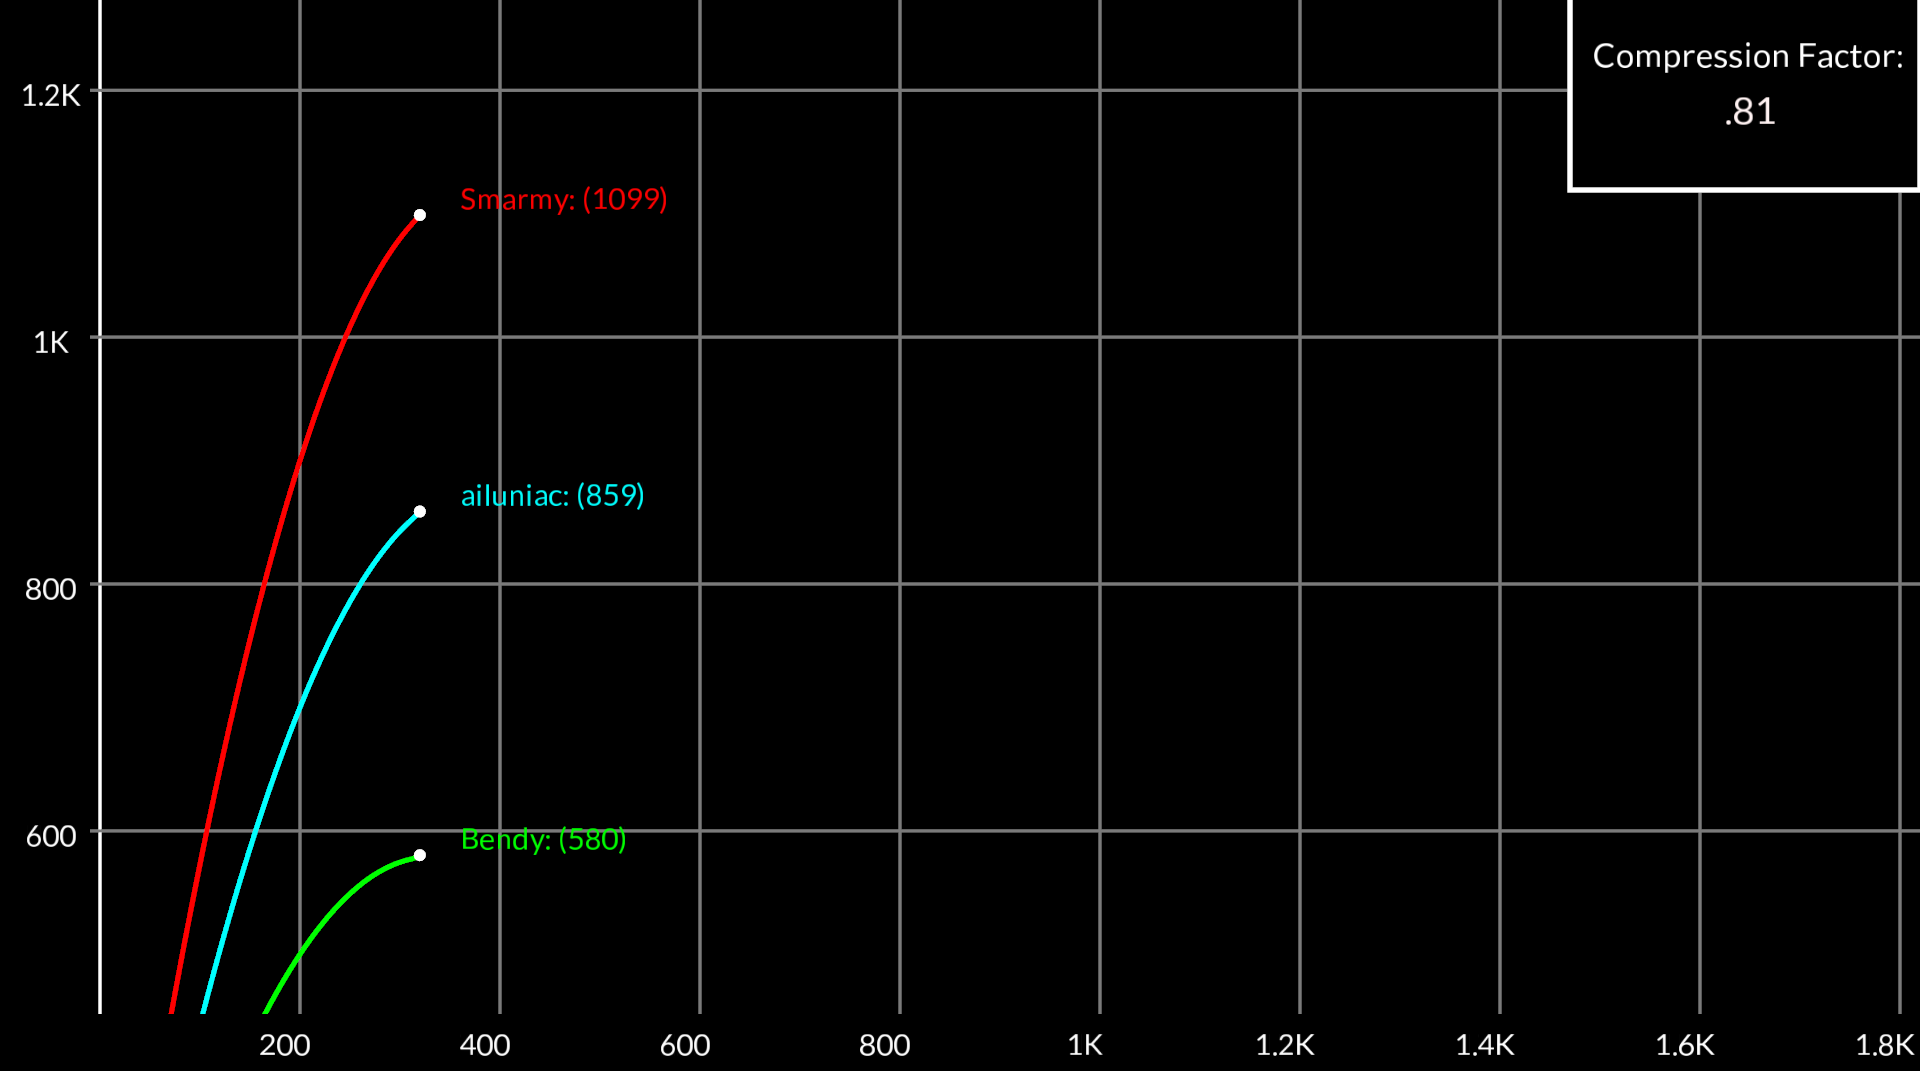 Compression Factor:
.81
1.2K
Smarmy: (1099)
1K
ailuniac: (859)
800
600
Bendy: (580)
200 400 600 800 1K 1.2K 1.4K 1.6K 1.8K